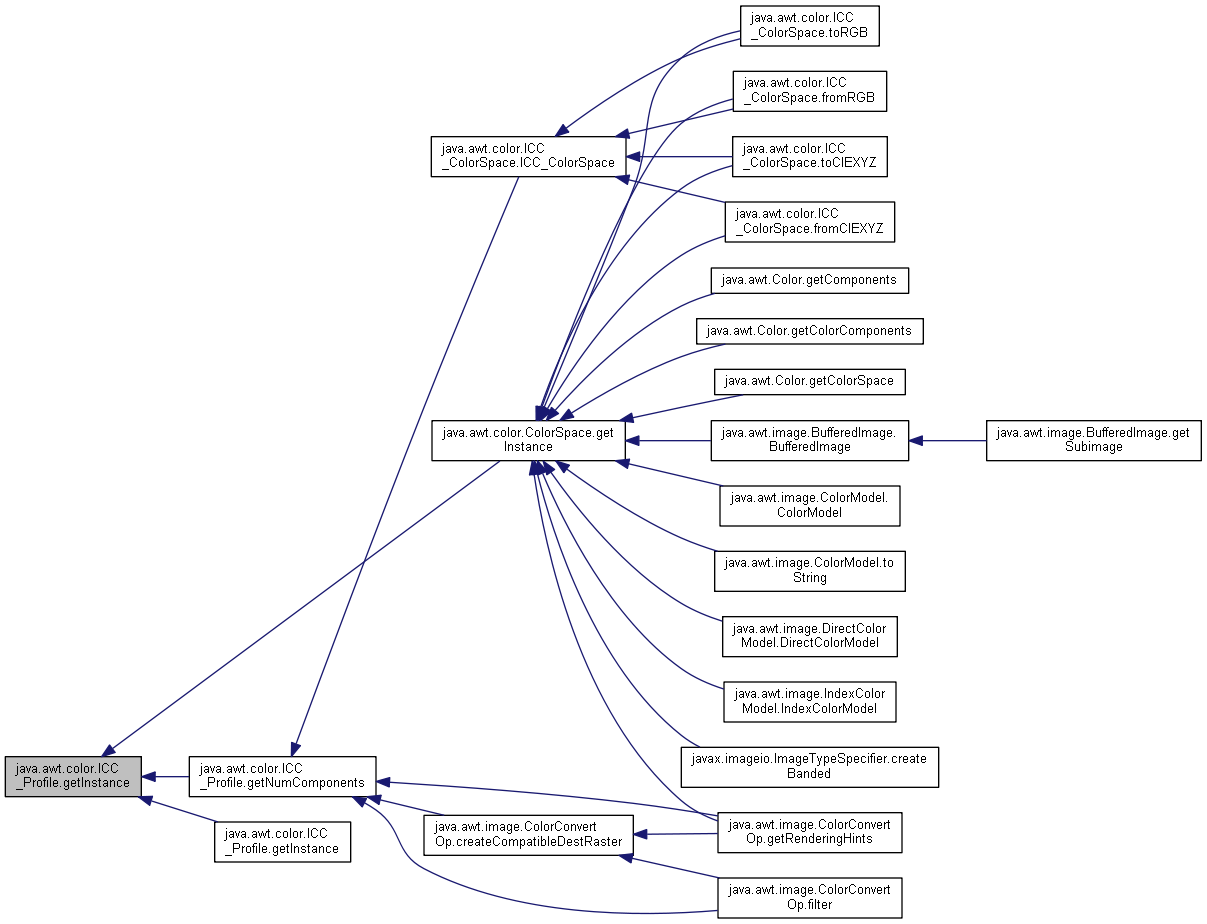 java.awt.color.ICC
_ColorSpace.toRGB
java.awt.color.ICC
_ColorSpace.fromRGB
java.awt.color.ICC
_ColorSpace.ICC_ColorSpace
java.awt.color.ICC
_ColorSpace.toCIEXYZ
java.awt.color.ICC
_ColorSpace.fromCIEXYZ
java.awt.Color.getComponents
java.awt.Color.getColorComponents
java.awt.Color.getColorSpace
java.awt.color.ColorSpace.get
Instance
java.awt.image.BufferedImage.
BufferedImage
java.awt.image.BufferedImage.get
Subimage
java.awt.image.ColorModel.
ColorModel
java.awt.image.ColorModel.to
String
java.awt.image.DirectColor
Model.DirectColorModel
java.awt.image.IndexColor
Model.IndexColorModel
javax.imageio.ImageTypeSpecifier.create
Banded
java.awt.color.ICC
_Profile.getInstance
java.awt.color.ICC
_Profile.getNumComponents
java.awt.color.ICC
_Profile.getInstance
java.awt.image.ColorConvert
Op.createCompatibleDestRaster
java.awt.image.ColorConvert
Op.getRenderingHints
java.awt.image.ColorConvert
Op.filter